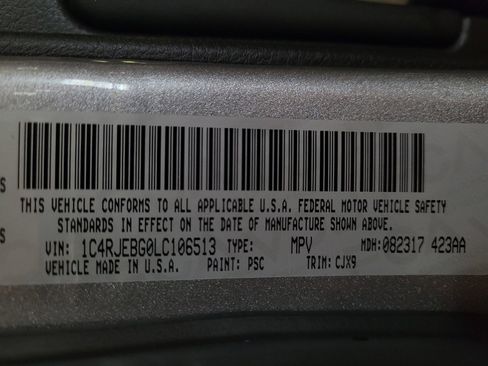 THIS VEHICLE CONFORMS TO ALL APPLICABLE U.S.A. FEDERAL MOTOR VEHICLE SAFETY
STANDARDS IN EFFECT ON THE DATE OF MANUFACTURE SHOWN ABOVE.
VIN: 1C4RJEBG0LC106513 TYPE: MPV MDH: 082317 423AA
VEHICLE MADE IN U.S.A. PAINT: PSC TRIM: CJX9